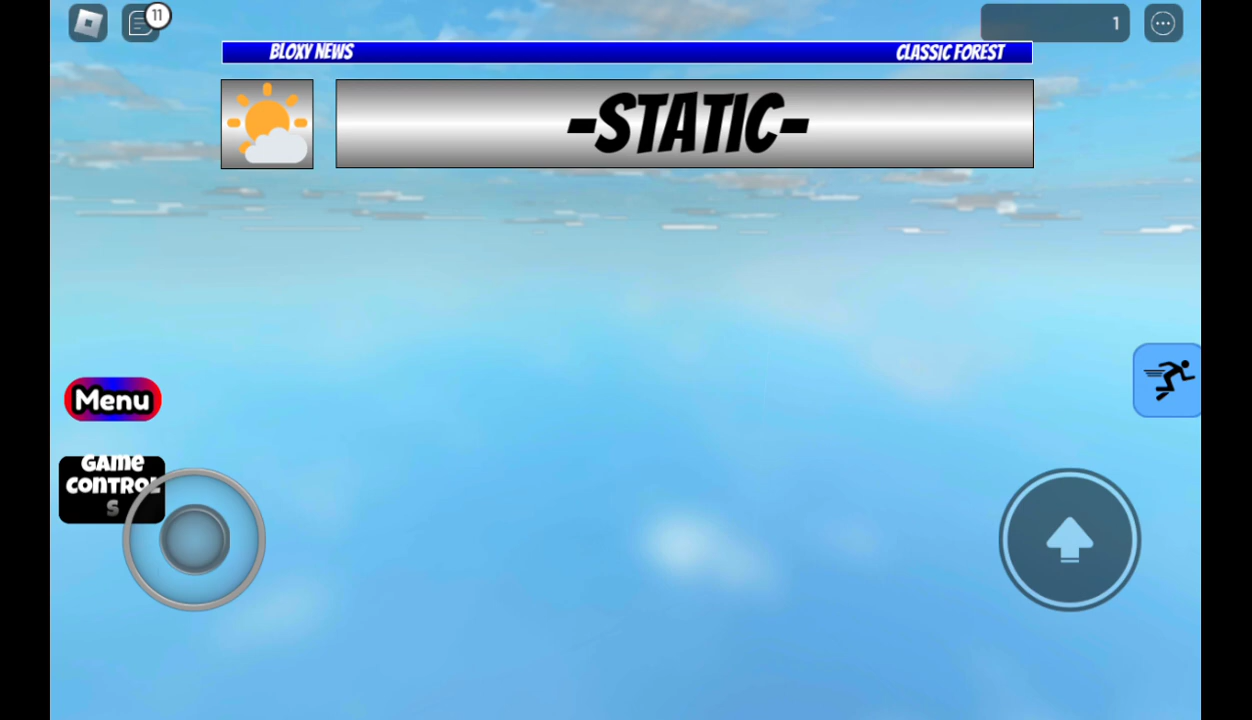 11
1
BLOXY NEWS
CLASSIC FOREST
-STATIC-
Menu
GAME
CONTROL
S